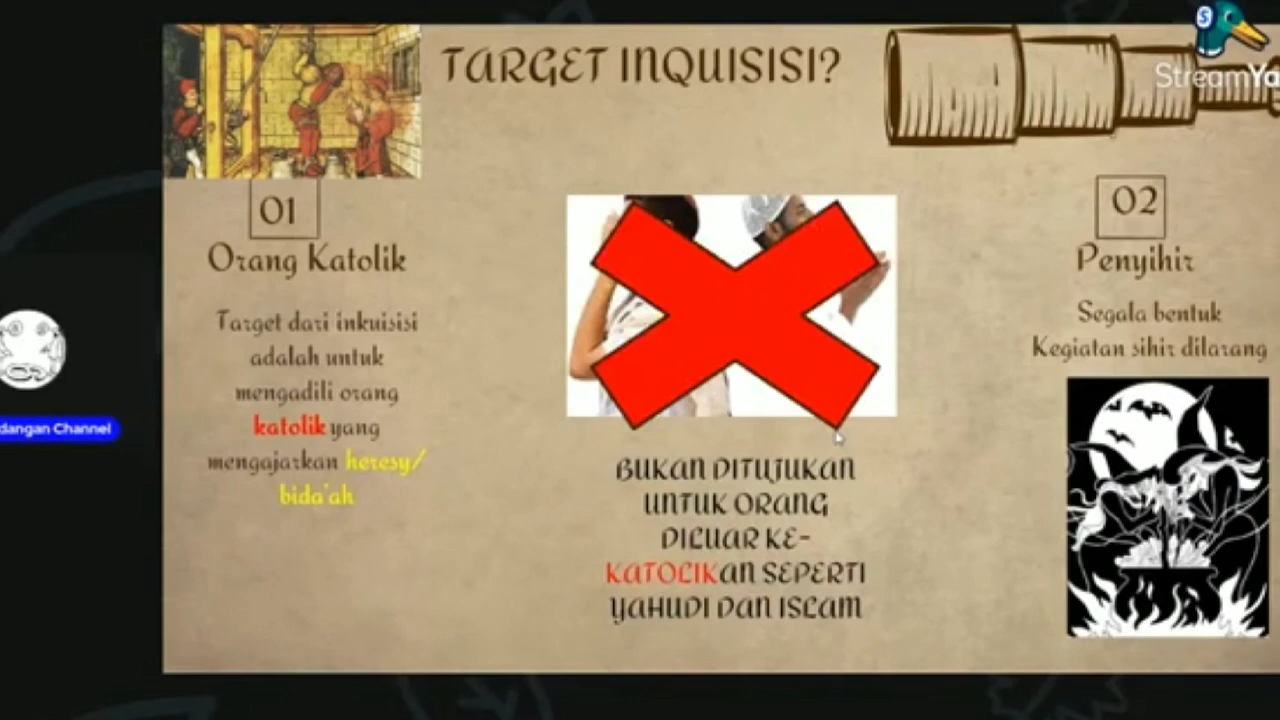 TARGET INQUISISI?
01
Orang Katolik
Target dari inkuisisi
adalah untuk
mengadili orang
katolik yang
mengajarkan heresy/
bida'ah
BUKAN DITUJUKAN
UNTUK ORANG
DILUAR KE-
KATOLIKAN SEPERTI
YAHUDI DAN ISLAM
02
Penyihir
Segala bentuk
Kegiatan sihir dilarang
dangan Channel
S
StreamYa